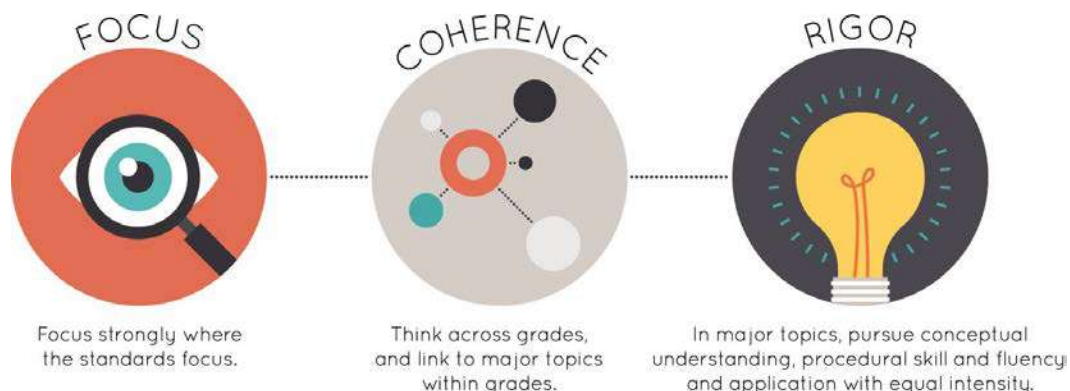 FOCUS
Focus strongly where
the standards focus.
COHERENCE
Think across grades,
and link to major topics
within grades.
RIGOR
In major topics, pursue conceptual
understanding, procedural skill and fluency
and application with equal intensity.